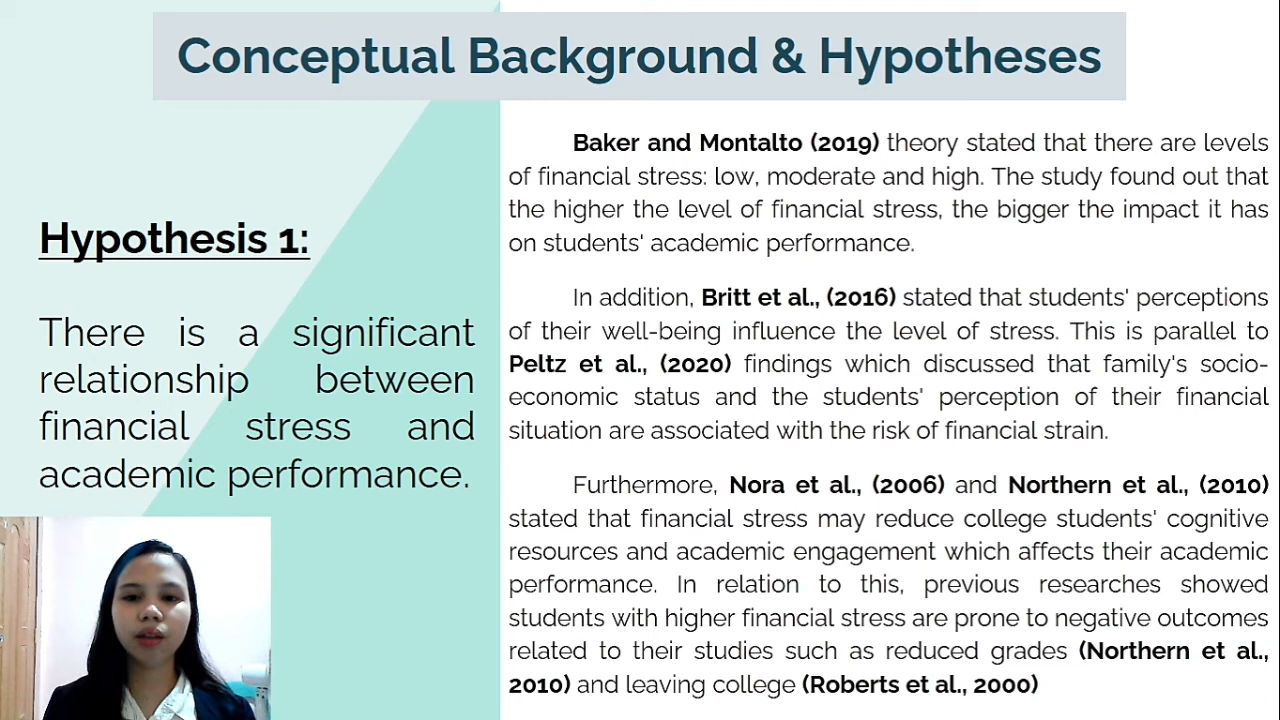 Conceptual Background & Hypotheses
Hypothesis 1:
There is a significant
relationship between
financial stress and
academic performance.
Baker and Montalto (2019) theory stated that there are levels
of financial stress: low, moderate and high. The study found out that
the higher the level of financial stress, the bigger the impact it has
on students' academic performance.
In addition, Britt et al., (2016) stated that students' perceptions
of their well-being influence the level of stress. This is parallel to
Peltz et al., (2020) findings which discussed that family's socio-
economic status and the students' perception of their financial
situation are associated with the risk of financial strain.
Furthermore, Nora et al., (2006) and Northern et al., (2010)
stated that financial stress may reduce college students' cognitive
resources and academic engagement which affects their academic
performance. In relation to this, previous researches showed
students with higher financial stress are prone to negative outcomes
related to their studies such as reduced grades (Northern et al.,
2010) and leaving college (Roberts et al., 2000)